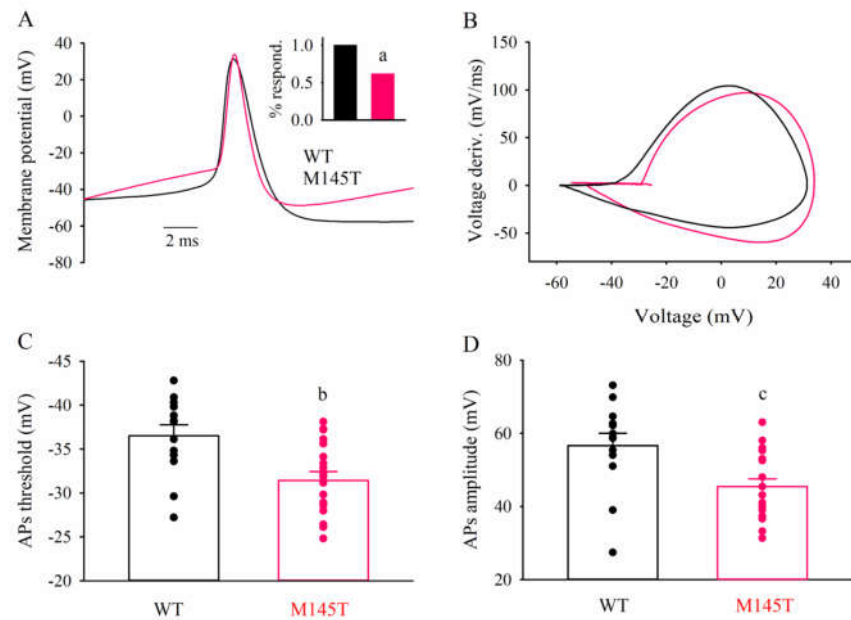 A
Membrane potential (mV)
40
20
0
-20
-40
-60
-80
2 ms
% respond.
1.0
0.5
0.0
a
WT
M145T
B
Voltage deriv. (mV/ms)
150
100
50
0
-50
-60 -40 -20 0 20 40
Voltage (mV)
C
APs threshold (mV)
-45
-40
-35
-30
-25
-20
b
WT M145T
D
APs amplitude (mV)
80
60
40
20
c
WT M145T